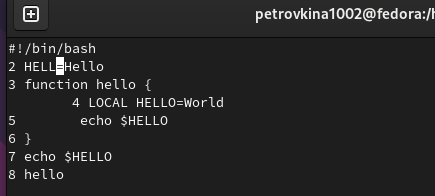 petrovkina1002@fedora:/h
#!/bin/bash
2 HELL=Hello
3 function hello {
4 LOCAL HELLO=World
5 echo $HELLO
6 }
7 echo $HELLO
8 hello